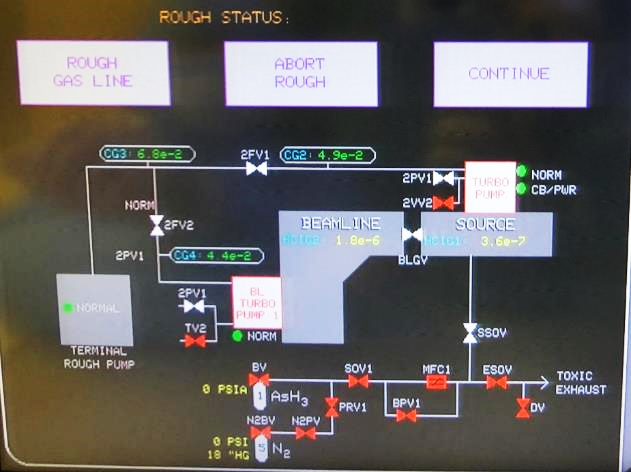 ROUGH STATUS:
ROUGH
GAS LINE
ABORT
ROUGH
CONTINUE
CG3: 6.8e-2
2FV1
CG2: 4.9e-2
2PV1
2VV2
TURBO
PUMP
NORM
CB/PWR
NORM
2FV2
BEAMLINE
1.8e-6
SOURCE
3.6e-7
BLGV
2PV1
CG4: 4.4e-2
NORMAL
TERMINAL
ROUGH PUMP
2PV1
TV2
BL
TURBO
PUMP 1
NORM
SSOV
BV
SOV1
MFC1
ESOV
TOXIC
EXHAUST
0 PSIA
1
AsH3
PRV1
BPV1
DV
N2BV
N2PV
0 PSI
18 "HG
5
N2